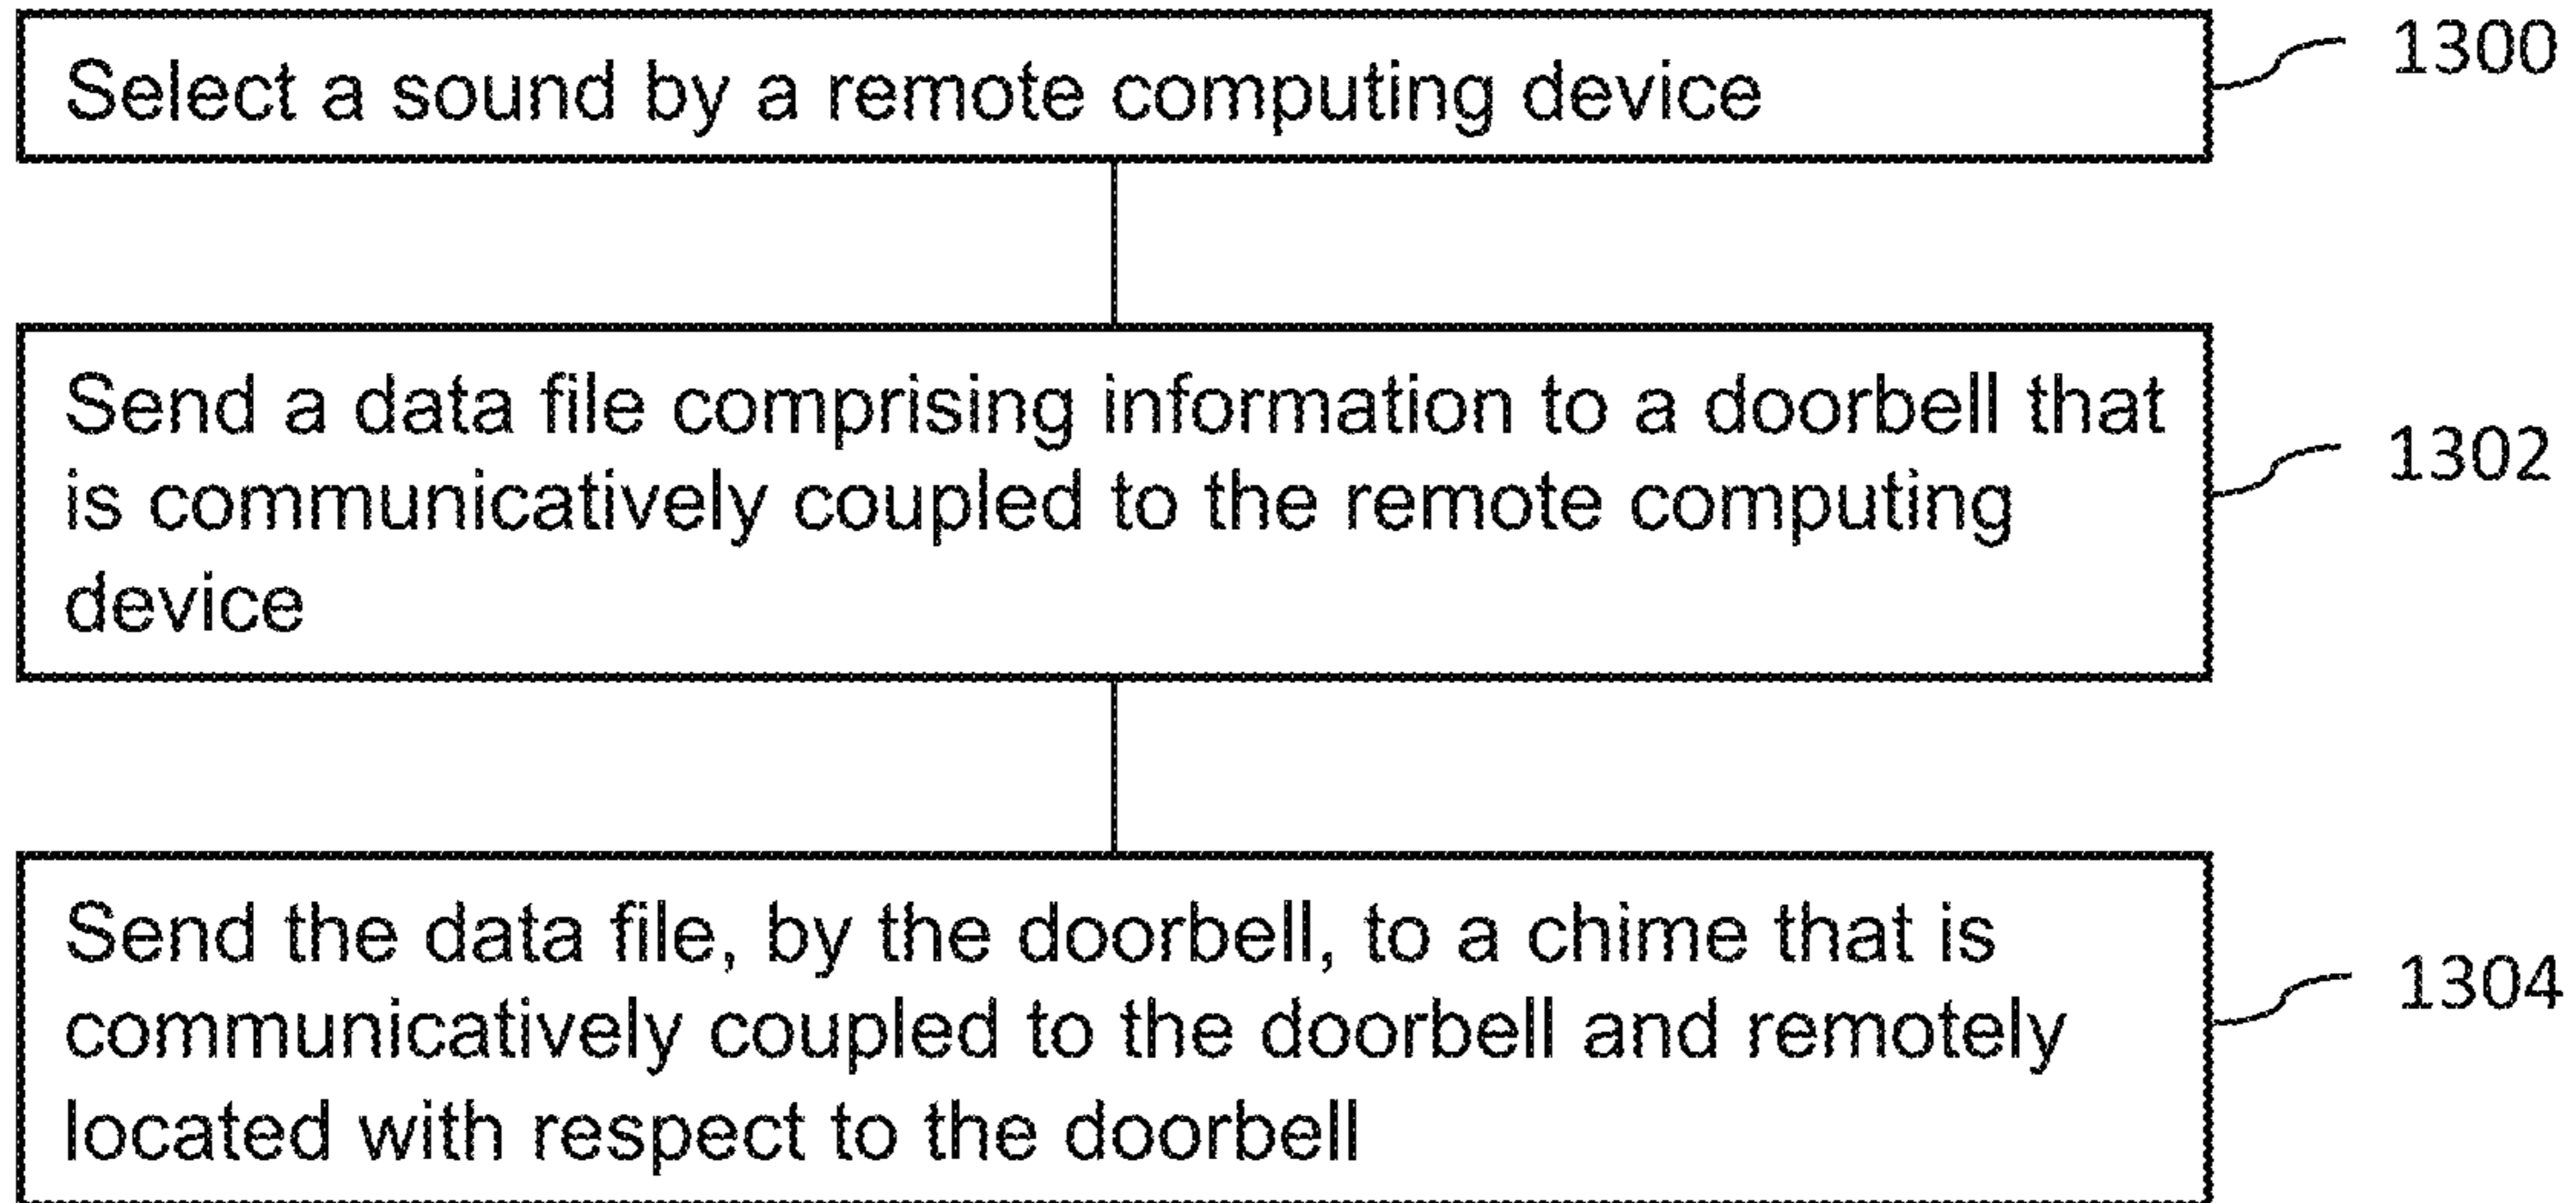 Select a sound by a remote computing device
1300
Send a data file comprising information to a doorbell that
is communicatively coupled to the remote computing
device
1302
Send the data file, by the doorbell, to a chime that is
communicatively coupled to the doorbell and remotely
located with respect to the doorbell
1304